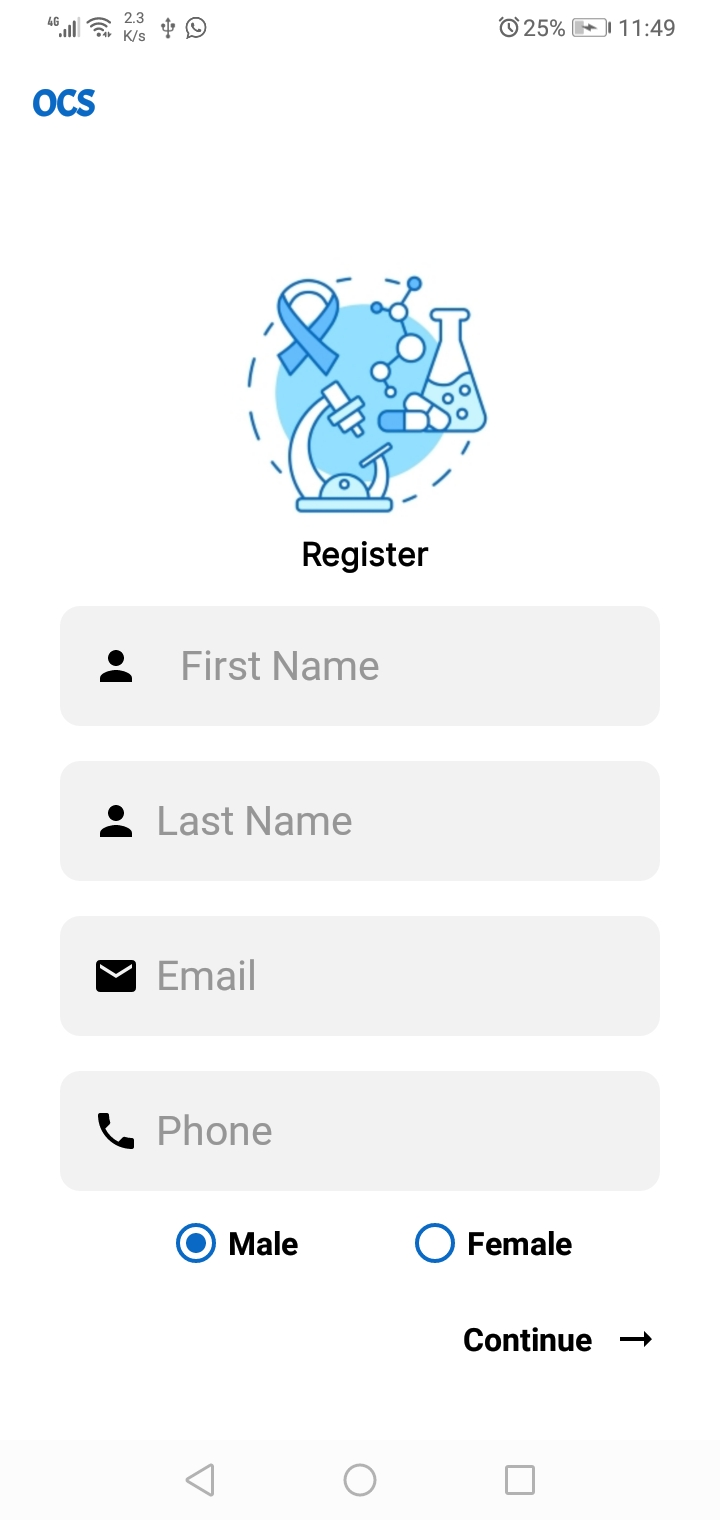 4G 2.3 K/s 25% 11:49
OCS
Register
First Name
Last Name
Email
Phone
Male Female
Continue →